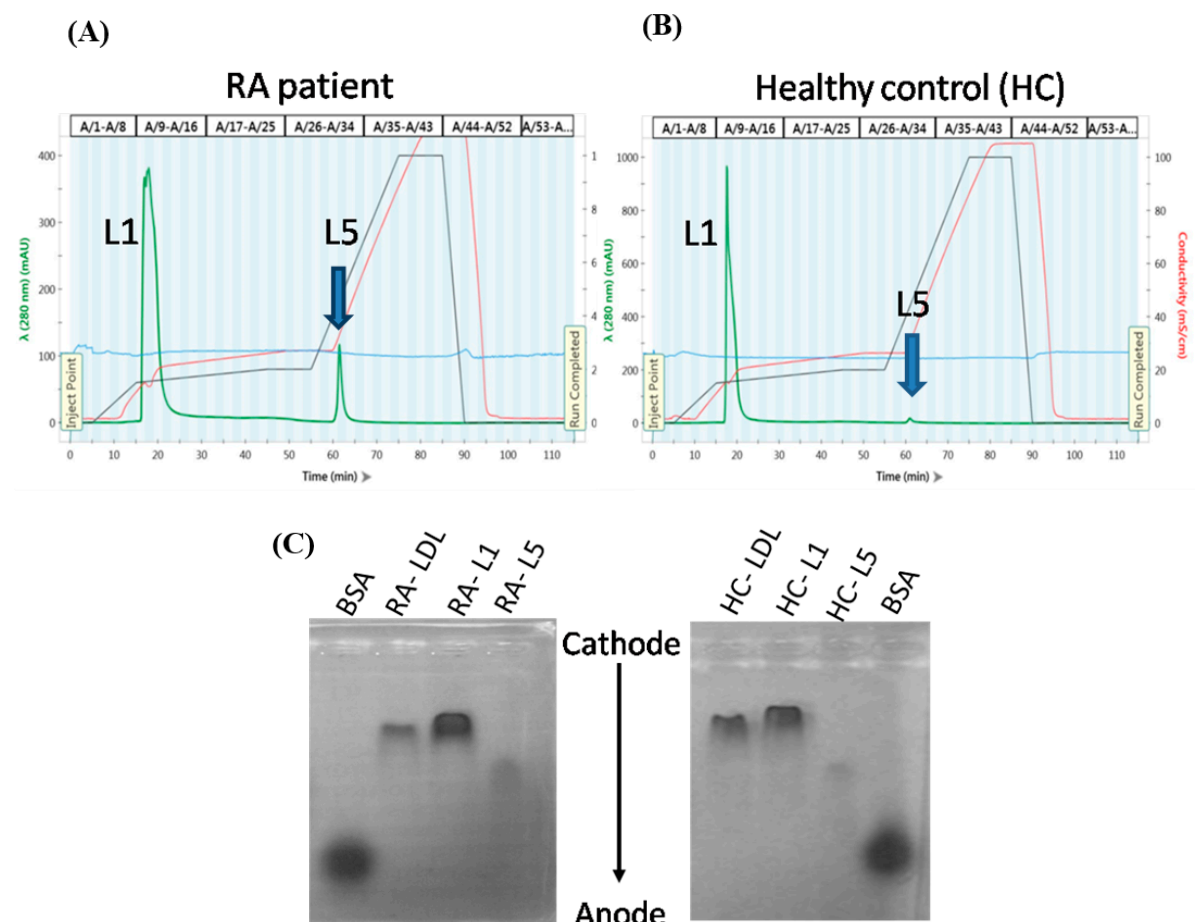 (A)
RA patient
A/1-A/8 A/9-A/16 A/17-A/25 A/26-A/34 A/35-A/43 A/44-A/52 A/53-A...
λ (280 nm) (mAU)
400
300
200
100
0
1
8
6
4
2
0
L1
L5
Inject Point
Run Completed
0 10 20 30 40 50 60 70 80 90 100 110
Time (min)
(B)
Healthy control (HC)
A/1-A/8 A/9-A/16 A/17-A/25 A/26-A/34 A/35-A/43 A/44-A/52 A/53-A...
λ (280 nm) (mAU)
1000
800
600
400
200
0
100
80
60
40
20
0
Conductivity (mS/cm)
L1
L5
Inject Point
Run Completed
0 10 20 30 40 50 60 70 80 90 100 110
Time (min)
(C)
BSA RA- LDL RA- L1 RA- L5
HC- LDL HC- L1 HC- L5 BSA
Cathode
Anode